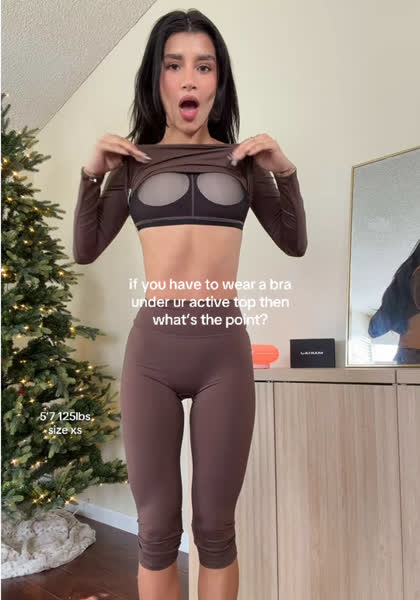 if you have to wear a bra
under ur active top then
what's the point?
LAIRAM
5'7 125lbs,
size xs